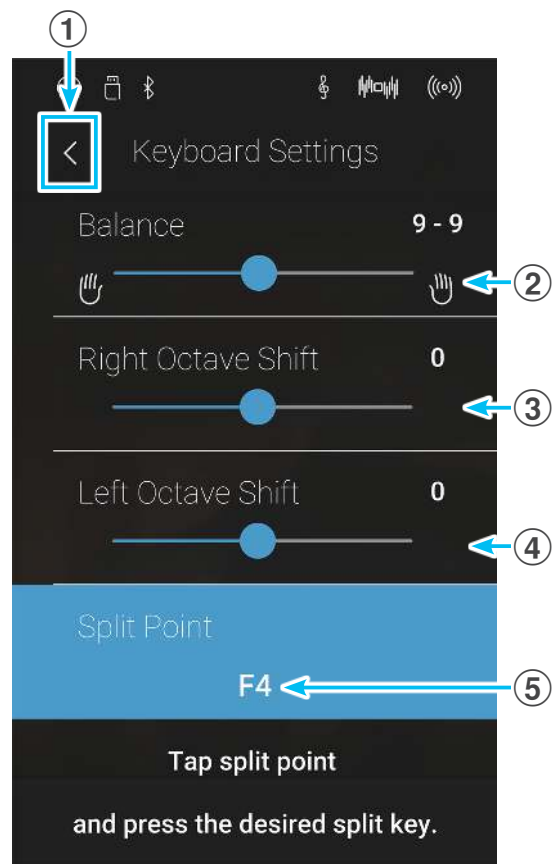 ①
Keyboard Settings
Balance 9 - 9
②
Right Octave Shift 0
③
Left Octave Shift 0
④
Split Point
F4
⑤
Tap split point
and press the desired split key.